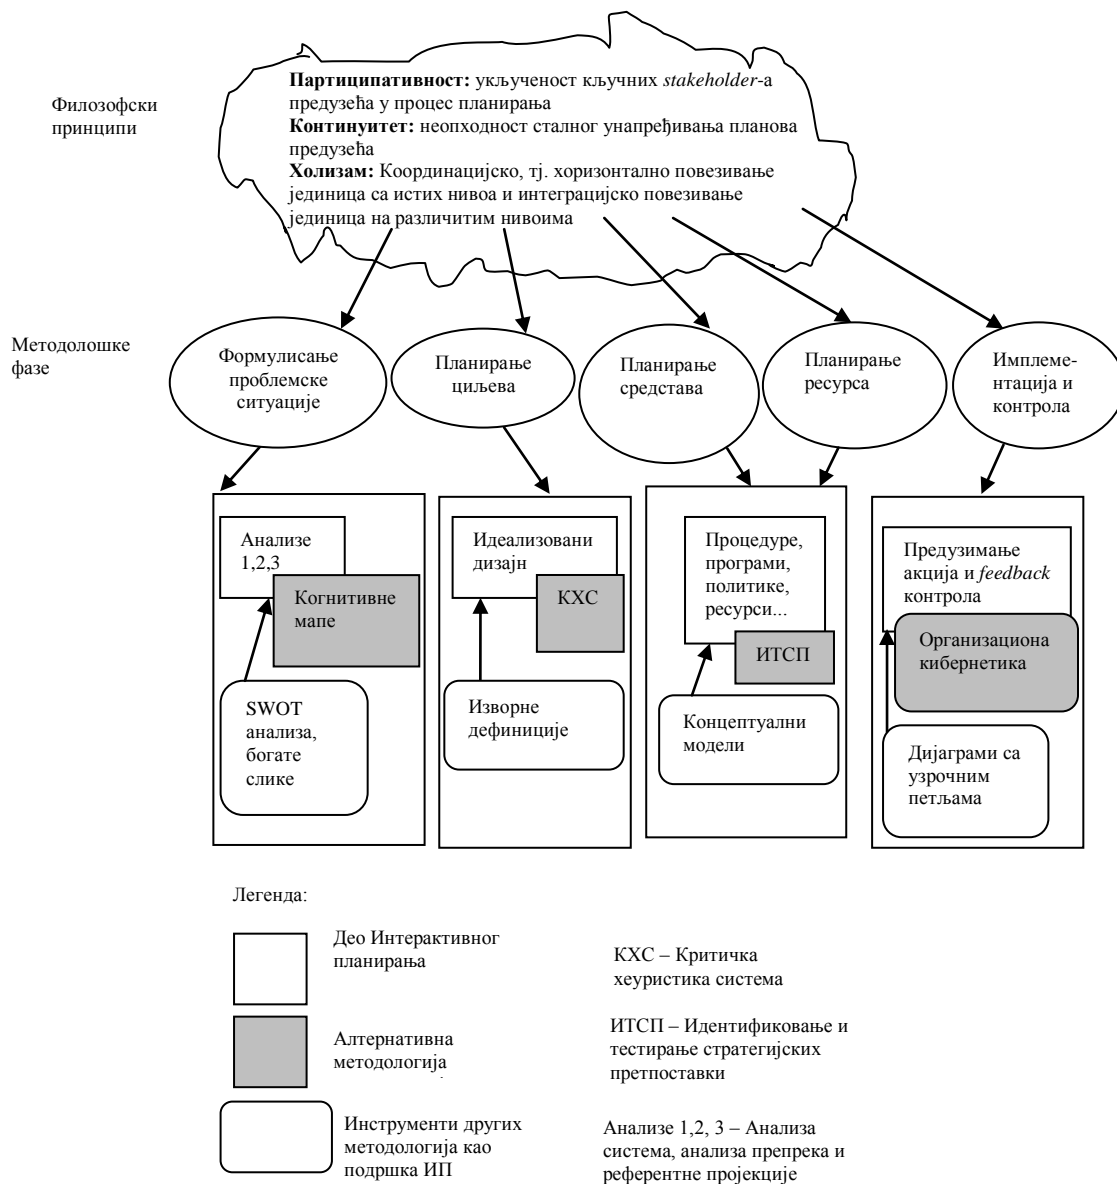 Филозофски
принципи
Партиципативност: укљученост кључних stakeholder-а
предузећа у процес планирања
Континуитет: неопходност сталног унапређивања планова
предузећа
Холизам: Координацијско, тј. хоризонтално повезивање
јединица са истих нивоа и интеграцијско повезивање
јединица на различитим нивоима
Методолошке
фазе
Формулисање
проблемске
ситуације
Планирање
циљева
Планирање
средстава
Планирање
ресурса
Имплеме-
нтација и
контрола
Анализе
1,2,3
Когнитивне
мапе
SWOT
анализа,
богате
слике
Идеализовани
дизајн
КХС
Изворне
дефиниције
Процедуре,
програми,
политике,
ресурси...
ИТСП
Концептуални
модели
Предузимање
акција и feedback
контрола
Организациона
кибернетика
Дијаграми са
узрочним
петљама
Легенда:
Део Интерактивног
планирања
Алтернативна
методологија
Инструменти других
методологија као
подршка ИП
КХС – Критичка
хеуристика система
ИТСП – Идентификовање и
тестирање стратегијских
претпоставки
Анализе 1,2, 3 – Анализа
система, анализа препрека и
референтне пројекције